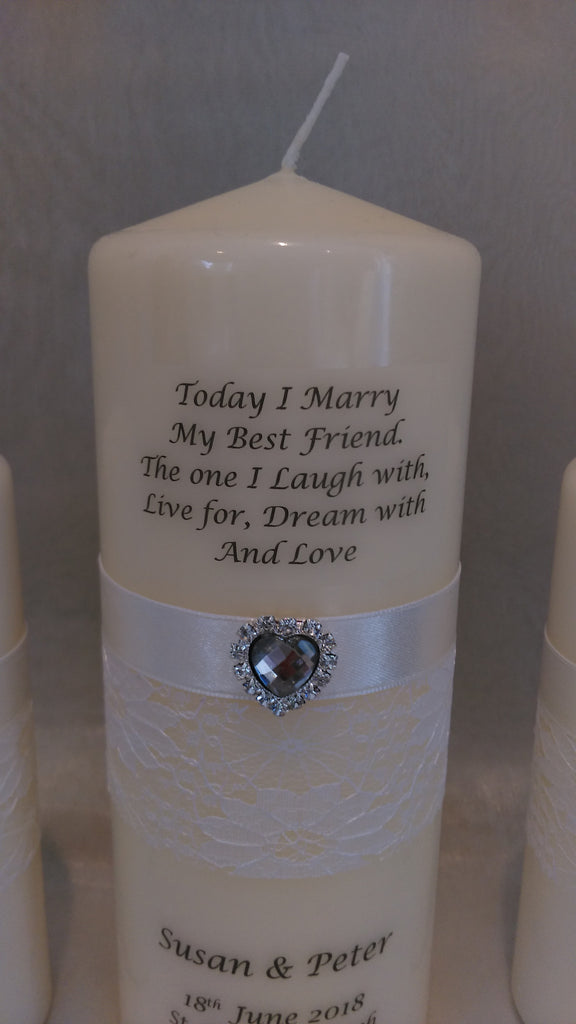 Today I Marry
My Best Friend.
The one I Laugh with,
Live for, Dream with
And Love
Susan & Peter
18th June 2018